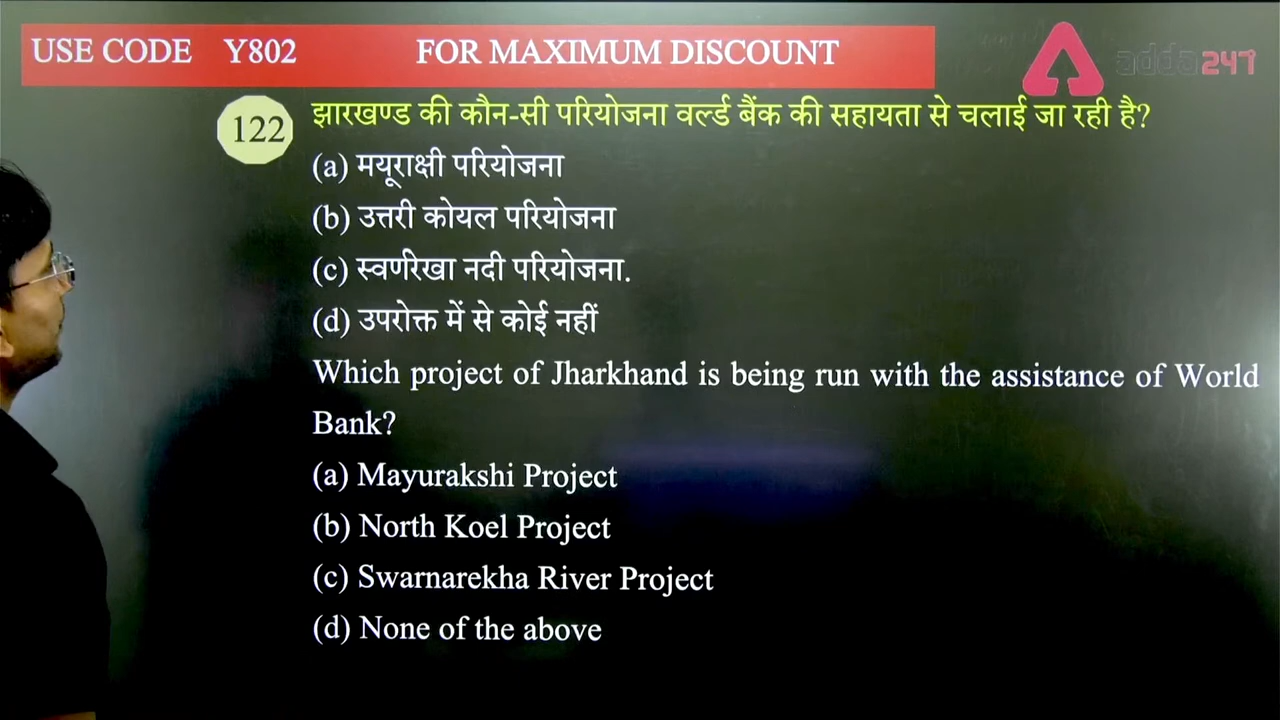 USE CODE Y802 FOR MAXIMUM DISCOUNT
adda247
122 झारखण्ड की कौन-सी परियोजना वर्ल्ड बैंक की सहायता से चलाई जा रही है?
(a) मयूराक्षी परियोजना
(b) उत्तरी कोयल परियोजना
(c) स्वर्णरेखा नदी परियोजना.
(d) उपरोक्त में से कोई नहीं
Which project of Jharkhand is being run with the assistance of World
Bank?
(a) Mayurakshi Project
(b) North Koel Project
(c) Swarnarekha River Project
(d) None of the above